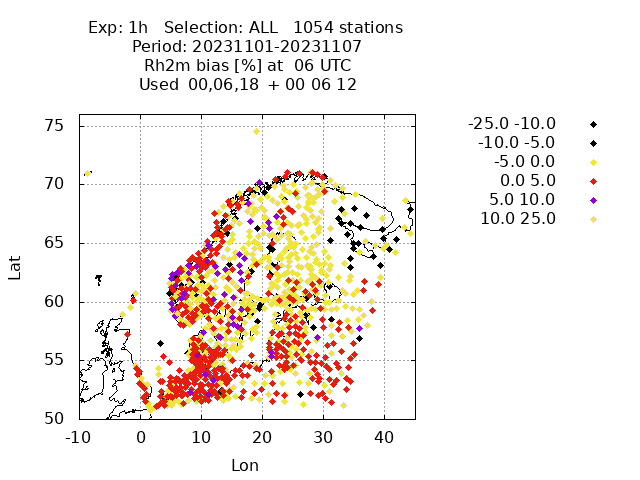 Exp: 1h   Selection: ALL   1054 stations
Period: 20231101-20231107
Rh2m bias [%] at  06 UTC
Used  00,06,18  + 00 06 12
-25.0 -10.0
-10.0 -5.0
-5.0 0.0
0.0 5.0
5.0 10.0
10.0 25.0
75
70
65
60
55
50
Lat
-10 0 10 20 30 40
Lon